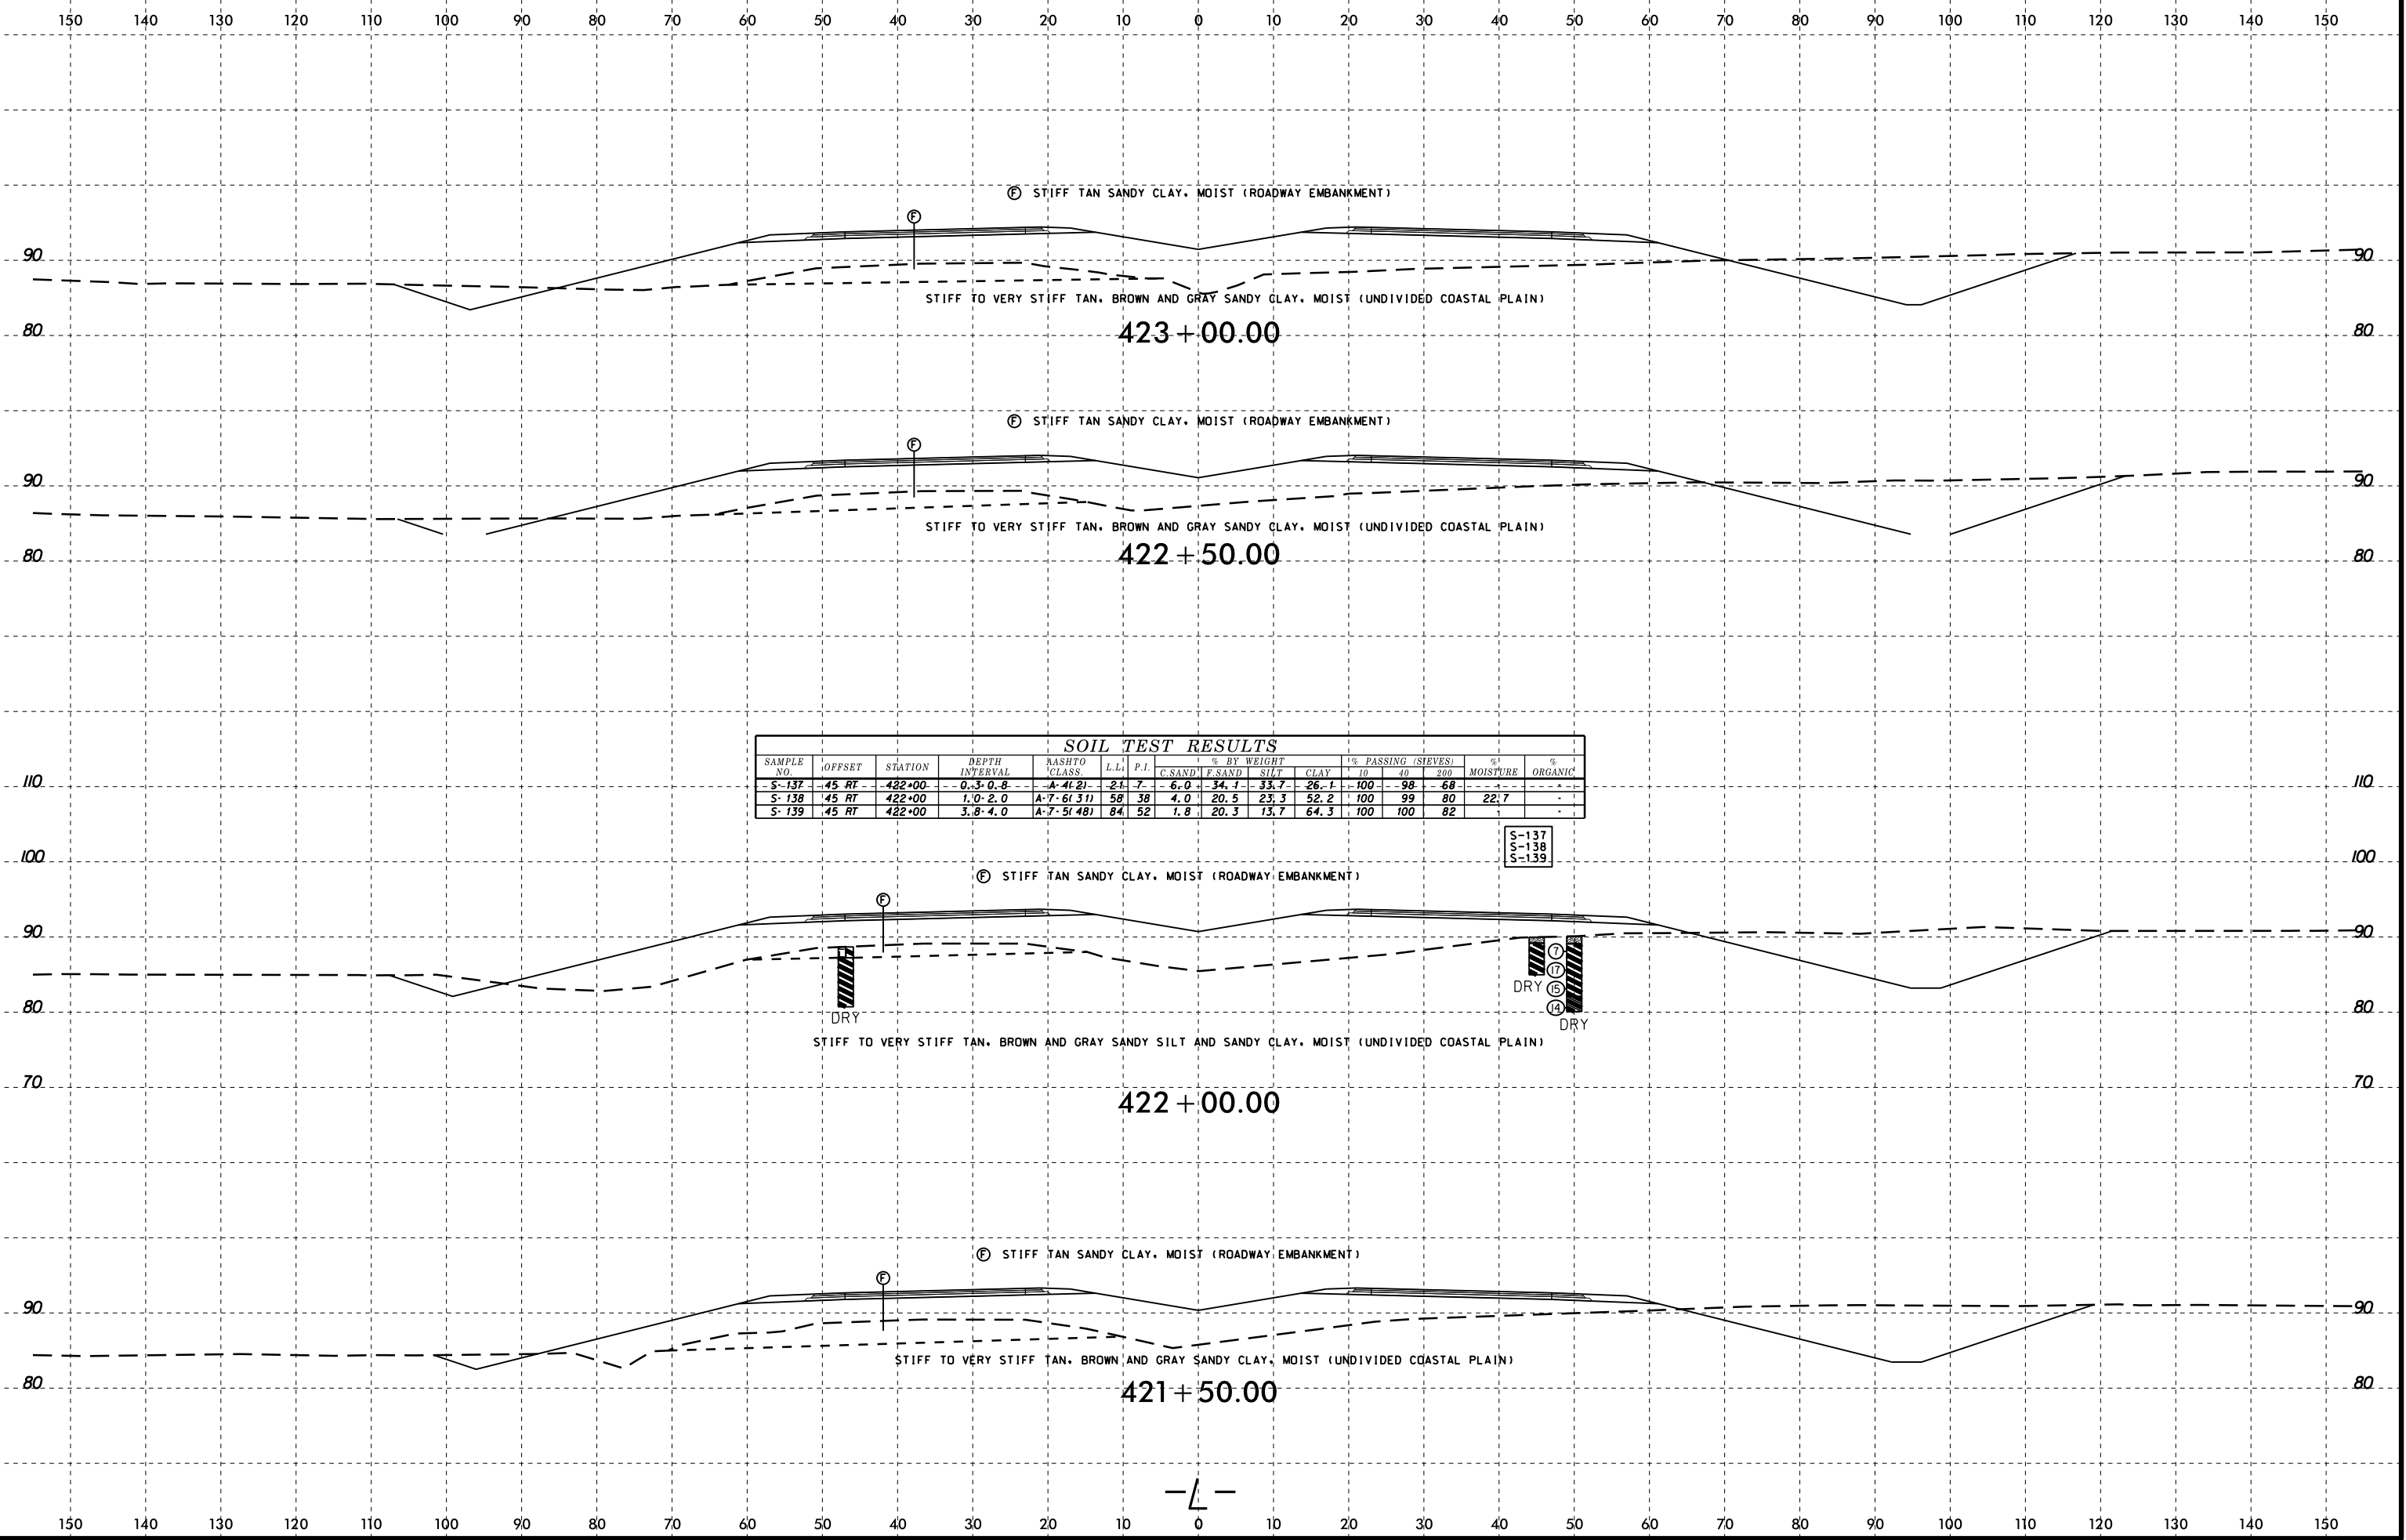 150 140 130 120 110 100 90 80 70 60 50 40 30 20 10 0 10 20 30 40 50 60 70 80 90 100 110 120 130 140 150
Ⓕ STIFF TAN SANDY CLAY, MOIST (ROADWAY EMBANKMENT)
Ⓕ
90 90
STIFF TO VERY STIFF TAN, BROWN AND GRAY SANDY CLAY, MOIST (UNDIVIDED COASTAL PLAIN)
80 423+00.00 80
Ⓕ STIFF TAN SANDY CLAY, MOIST (ROADWAY EMBANKMENT)
Ⓕ
90 90
STIFF TO VERY STIFF TAN, BROWN AND GRAY SANDY CLAY, MOIST (UNDIVIDED COASTAL PLAIN)
80 422+50.00 80
SOIL TEST RESULTS
SAMPLE NO. OFFSET STATION DEPTH INTERVAL AASHTO CLASS. L.L. P.I. % BY WEIGHT C.SAND F.SAND SILT CLAY % PASSING (SIEVES) 10 40 200 % MOISTURE % ORGANIC
S-137 45 RT 422+00 0.3-0.8 A-4(2) 21 7 6.0 34.1 33.7 26.1 100 98 68 - -
S-138 45 RT 422+00 1.0-2.0 A-7-6(31) 58 38 4.0 20.5 23.3 52.2 100 99 80 22.7 -
S-139 45 RT 422+00 3.8-4.0 A-7-5(48) 84 52 1.8 20.3 13.7 64.3 100 100 82 - -
110 110
S-137
S-138
S-139
100 100
Ⓕ STIFF TAN SANDY CLAY, MOIST (ROADWAY EMBANKMENT)
Ⓕ
90 90
7
17
DRY 15
80 14 80
DRY DRY
STIFF TO VERY STIFF TAN, BROWN AND GRAY SANDY SILT AND SANDY CLAY, MOIST (UNDIVIDED COASTAL PLAIN)
70 70
422+00.00
Ⓕ STIFF TAN SANDY CLAY, MOIST (ROADWAY EMBANKMENT)
Ⓕ
90 90
STIFF TO VERY STIFF TAN, BROWN AND GRAY SANDY CLAY, MOIST (UNDIVIDED COASTAL PLAIN)
80 421+50.00 80
-L-
150 140 130 120 110 100 90 80 70 60 50 40 30 20 10 0 10 20 30 40 50 60 70 80 90 100 110 120 130 140 150